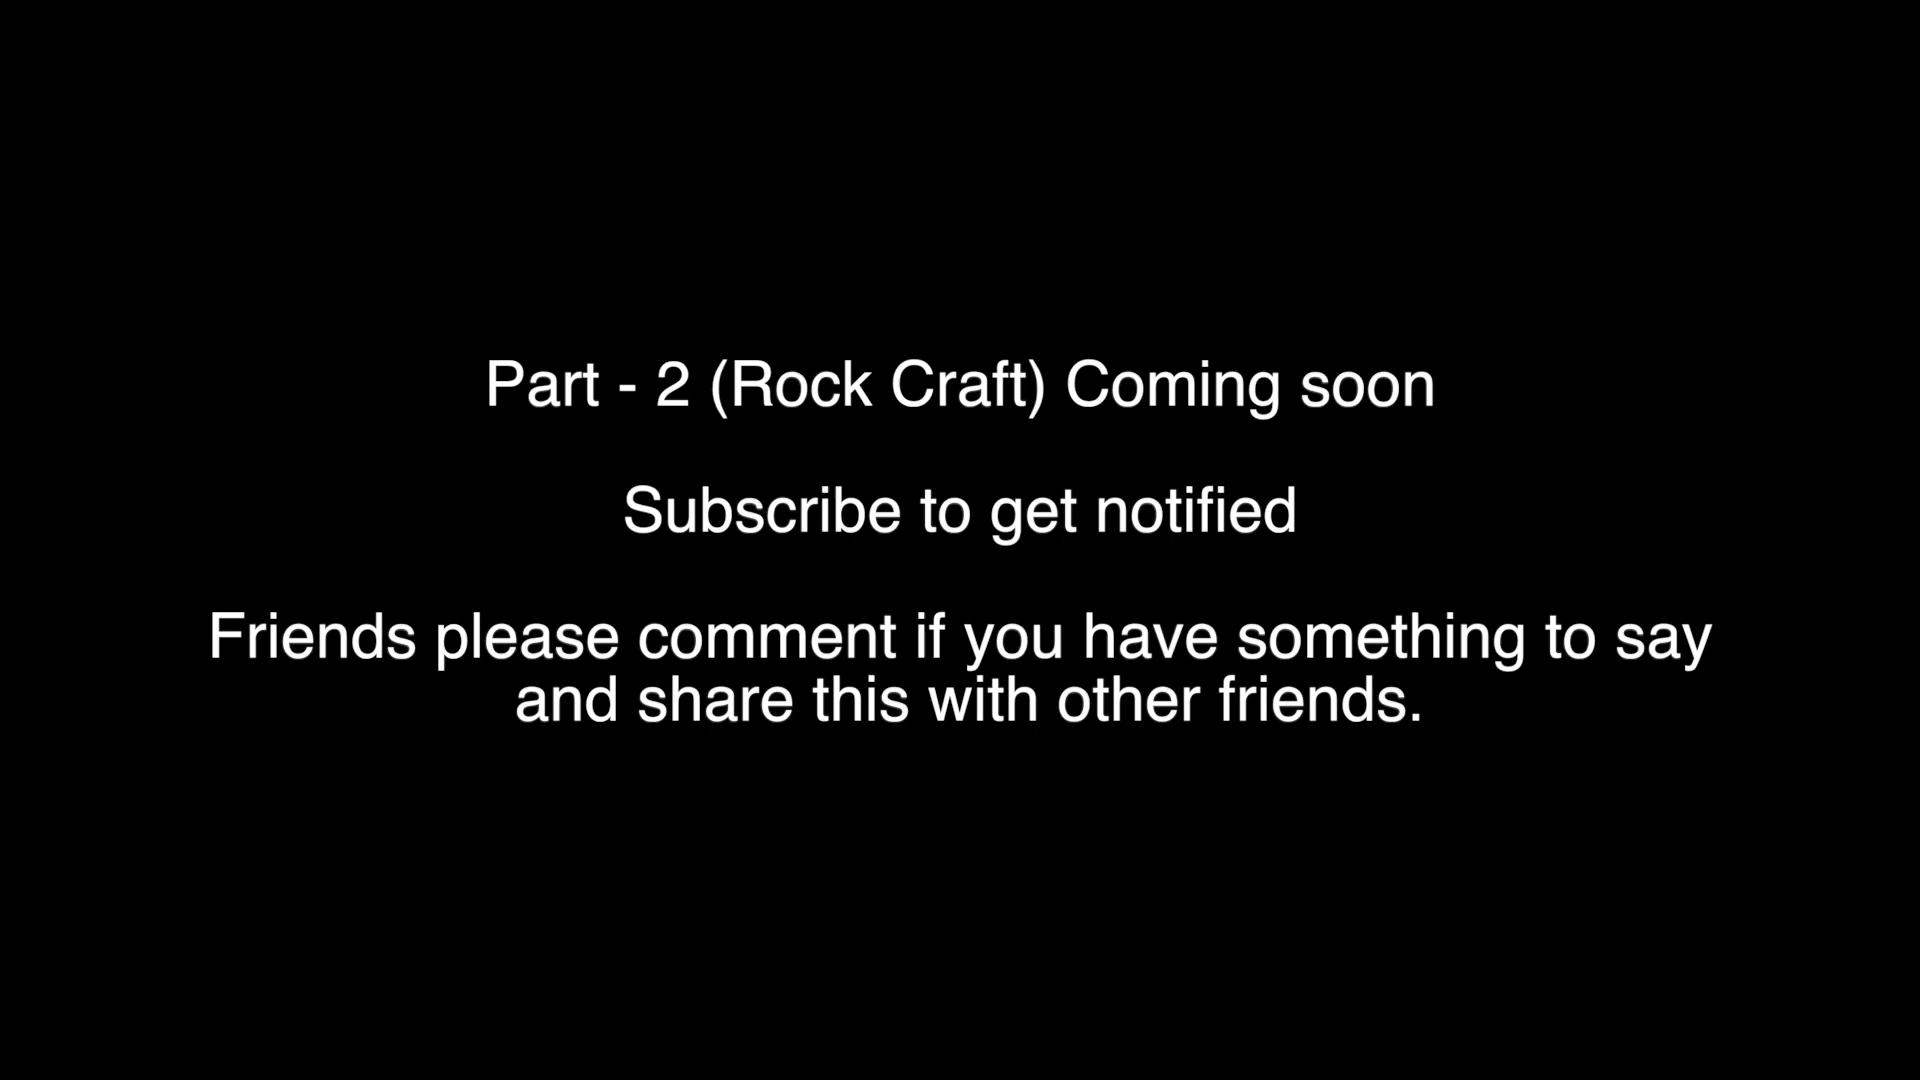 Part - 2 (Rock Craft) Coming soon
Subscribe to get notified
Friends please comment if you have something to say
and share this with other friends.